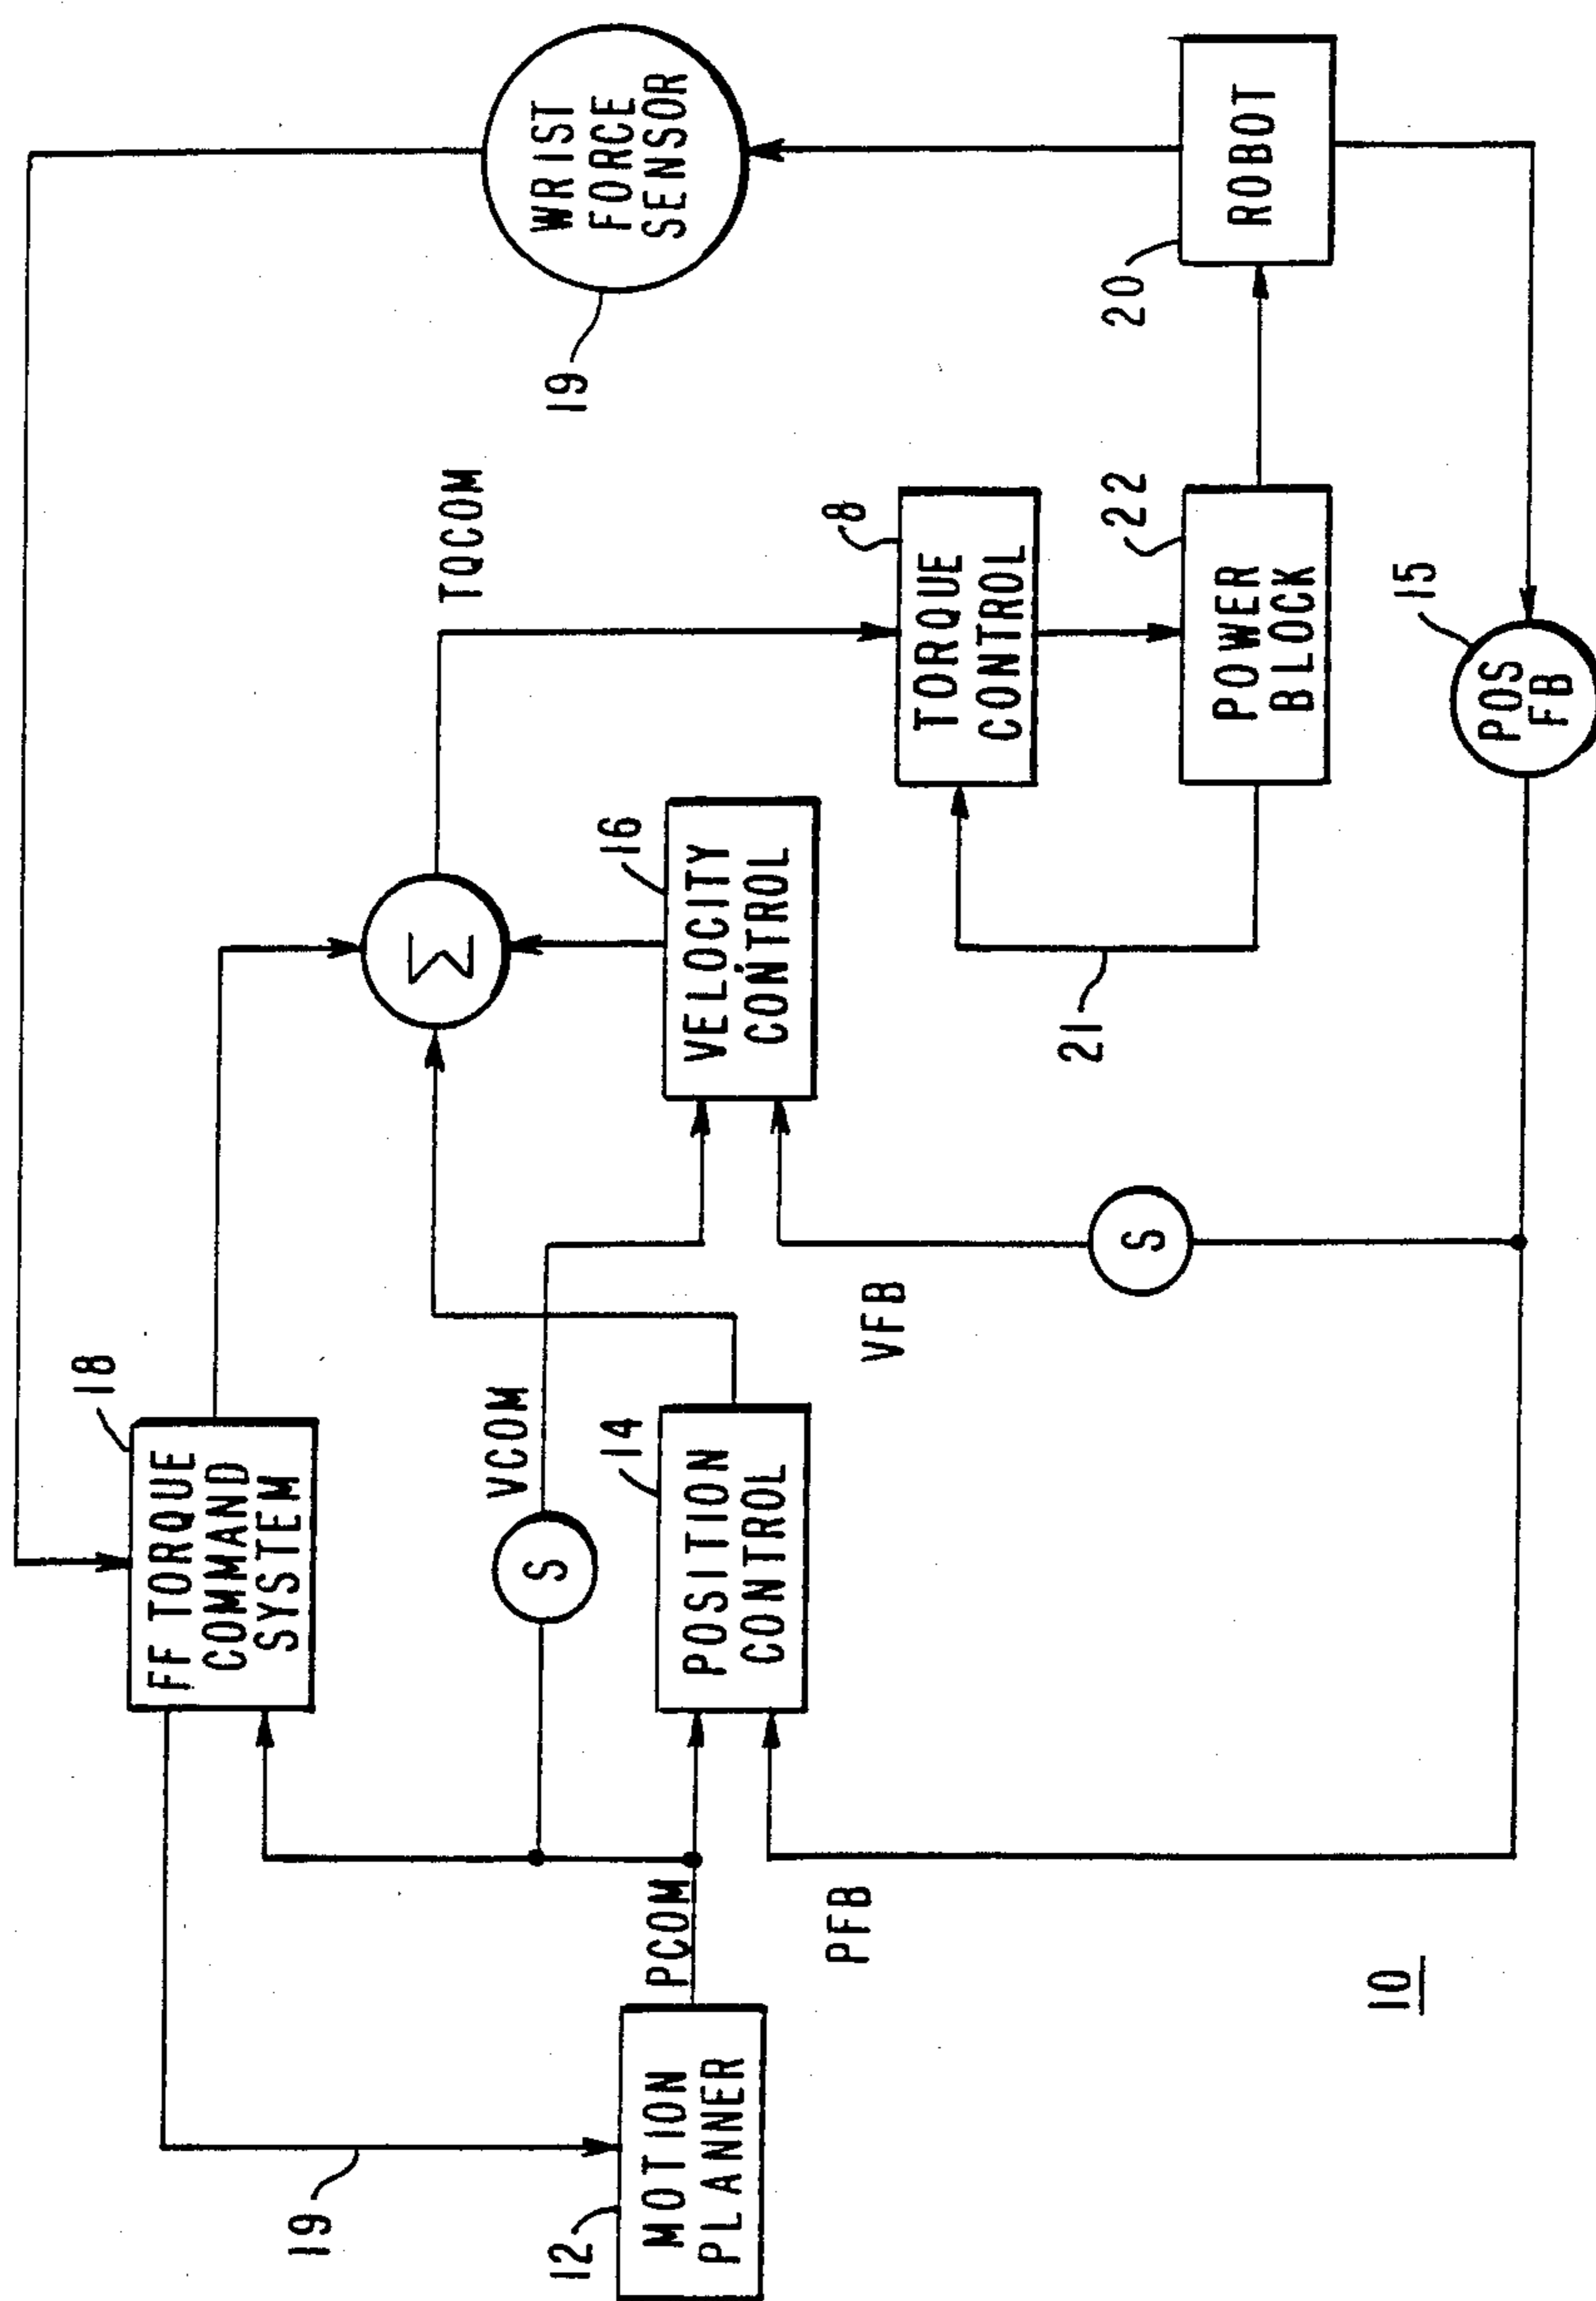 WRIST
FORCE
SENSOR
19
TQCOM
ROBOT
20
TORQUE
CONTROL
8
POWER
BLOCK
22
21
POS
FB
15
Σ
VELOCITY
CONTROL
16
S
VFB
FF TORQUE
COMMAND
SYSTEM
18
VCOM
S
POSITION
CONTROL
14
PCOM
PFB
MOTION
PLANNER
12
19
10